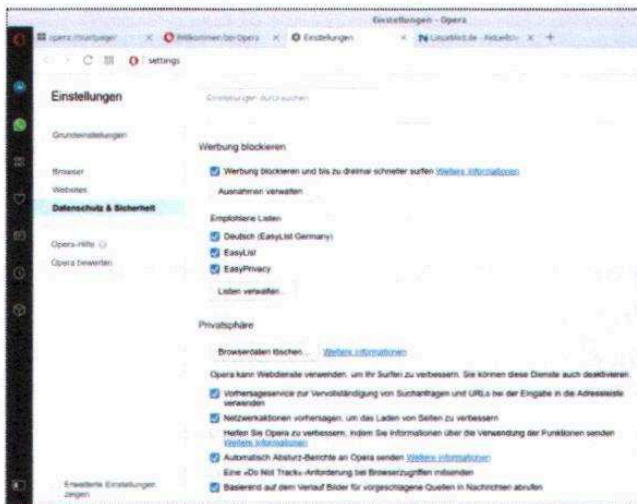 Einstellungen - Opera
opera://startpage/
Willkommen bei Opera
Einstellungen
LinuxMint.de - Aktuelles
settings
Einstellungen
Einstellungen durchsuchen
Grundeinstellungen
Browser
Websites
Datenschutz & Sicherheit
Opera-Hilfe
Opera bewerten
Erweiterte Einstellungen
zeigen
Werbung blockieren
Werbung blockieren und bis zu dreimal schneller surfen Weitere Informationen
Ausnahmen verwalten...
Empfohlene Listen
Deutsch (EasyList Germany)
EasyList
EasyPrivacy
Listen verwalten...
Privatsphäre
Browserdaten löschen... Weitere Informationen
Opera kann Webdienste verwenden, um Ihr Surfen zu verbessern. Sie können diese Dienste auch deaktivieren.
Vorhersageservice zur Vervollständigung von Suchanfragen und URLs bei der Eingabe in die Adressleiste
verwenden
Netzwerkaktionen vorhersagen, um das Laden von Seiten zu verbessern
Helfen Sie Opera zu verbessern, indem Sie Informationen über die Verwendung der Funktionen senden
Weitere Informationen
Automatisch Absturz-Berichte an Opera senden Weitere Informationen
Eine «Do Not Track»-Anforderung bei Browserzugriffen mitsenden
Basierend auf dem Verlauf Bilder für vorgeschlagene Quellen in Nachrichten abrufen